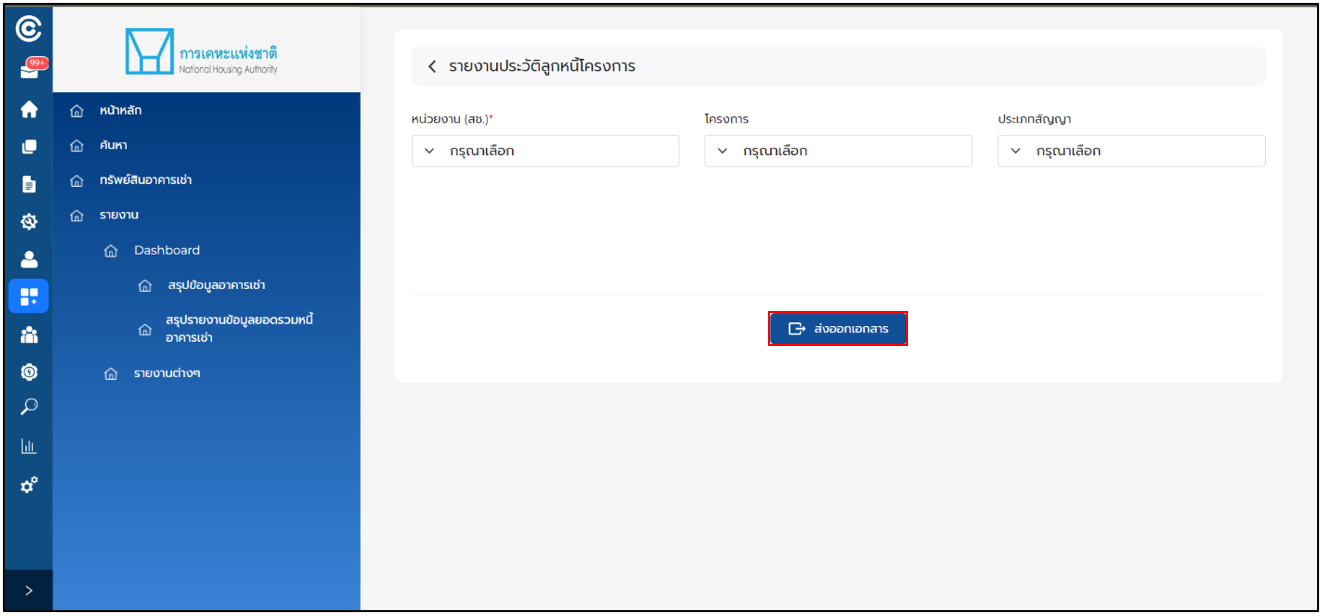 99+
การเคหะแห่งชาติ
National Housing Authority
หน้าหลัก
ค้นหา
ทรัพย์สินอาคารเช่า
รายงาน
Dashboard
สรุปข้อมูลอาคารเช่า
สรุปรายงานข้อมูลยอดรวมหนี้
อาคารเช่า
รายงานต่างๆ
รายงานประวัติลูกหนี้โครงการ
หน่วยงาน (สช.)*
โครงการ
ประเภทสัญญา
กรุณาเลือก
กรุณาเลือก
กรุณาเลือก
ส่งออกเอกสาร